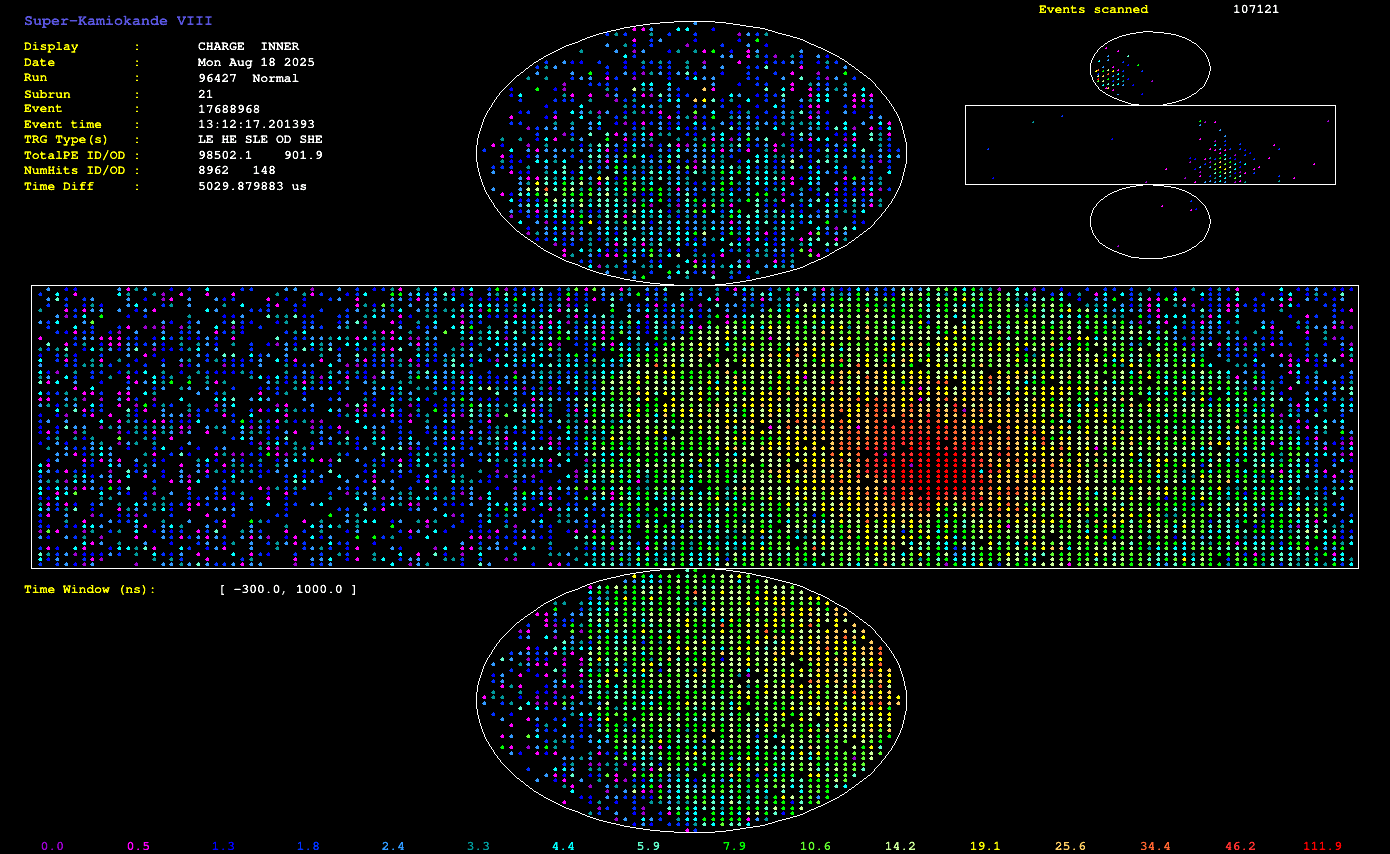 Super-Kamiokande VIII
Events scanned 107121
Display : CHARGE INNER
Date : Mon Aug 18 2025
Run : 96427 Normal
Subrun : 21
Event : 17688968
Event time : 13:12:17.201393
TRG Type(s) : LE HE SLE OD SHE
TotalPE ID/OD : 98502.1 901.9
NumHits ID/OD : 8962 148
Time Diff : 5029.879883 us
Time Window (ns): [ -300.0, 1000.0 ]
0.0 0.5 1.3 1.8 2.4 3.3 4.4 5.9 7.9 10.6 14.2 19.1 25.6 34.4 46.2 111.9